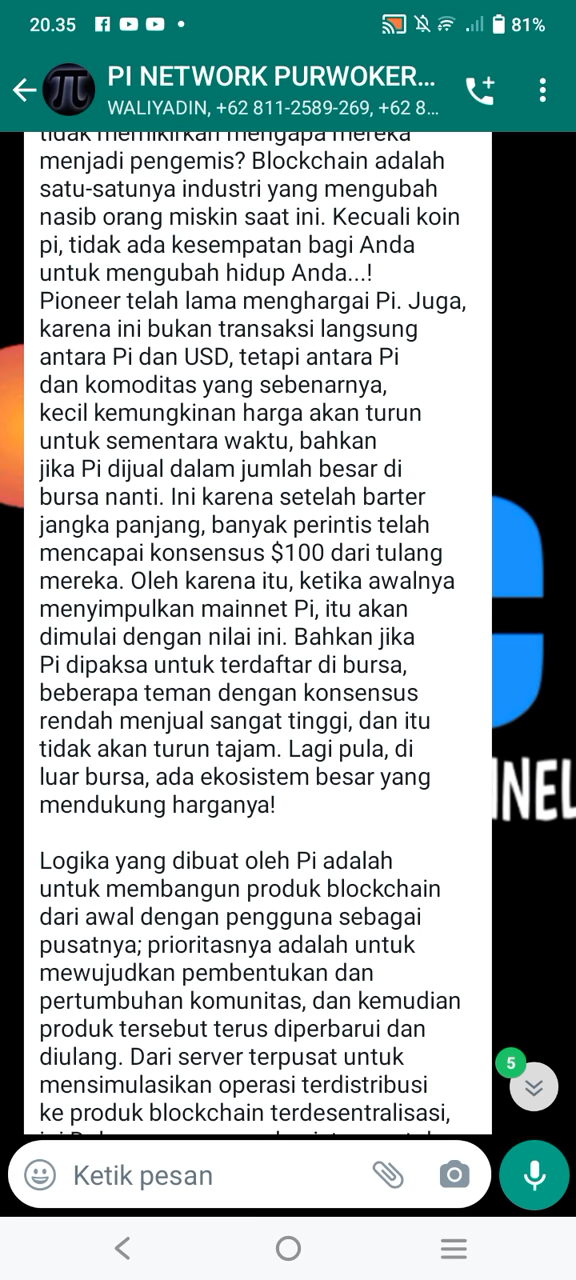 20.35
81%
PI NETWORK PURWOKER...
WALIYADIN, +62 811-2589-269, +62 8...
tidak memikirkan mengapa mereka
menjadi pengemis? Blockchain adalah
satu-satunya industri yang mengubah
nasib orang miskin saat ini. Kecuali koin
pi, tidak ada kesempatan bagi Anda
untuk mengubah hidup Anda...!
Pioneer telah lama menghargai Pi. Juga,
karena ini bukan transaksi langsung
antara Pi dan USD, tetapi antara Pi
dan komoditas yang sebenarnya,
kecil kemungkinan harga akan turun
untuk sementara waktu, bahkan
jika Pi dijual dalam jumlah besar di
bursa nanti. Ini karena setelah barter
jangka panjang, banyak perintis telah
mencapai konsensus $100 dari tulang
mereka. Oleh karena itu, ketika awalnya
menyimpulkan mainnet Pi, itu akan
dimulai dengan nilai ini. Bahkan jika
Pi dipaksa untuk terdaftar di bursa,
beberapa teman dengan konsensus
rendah menjual sangat tinggi, dan itu
tidak akan turun tajam. Lagi pula, di
luar bursa, ada ekosistem besar yang
mendukung harganya!
NNEL
Logika yang dibuat oleh Pi adalah
untuk membangun produk blockchain
dari awal dengan pengguna sebagai
pusatnya; prioritasnya adalah untuk
mewujudkan pembentukan dan
pertumbuhan komunitas, dan kemudian
produk tersebut terus diperbarui dan
diulang. Dari server terpusat untuk
mensimulasikan operasi terdistribusi
ke produk blockchain terdesentralisasi,
5
Ketik pesan